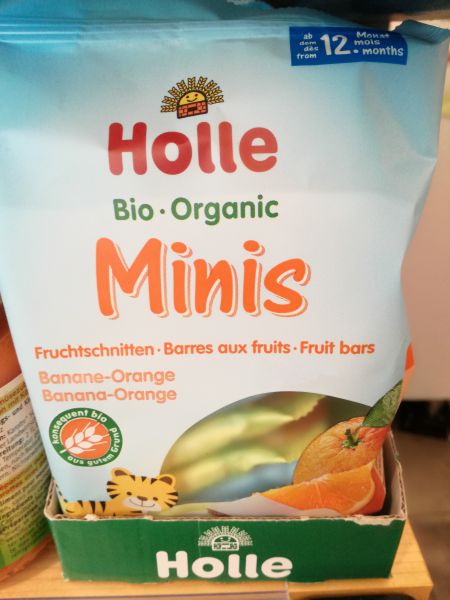 ab
dem
dès
from
12.
Monat
mois
months
Holle
Bio · Organic
Minis
Fruchtschnitten · Barres aux fruits · Fruit bars
Banane-Orange
Banana-Orange
konsequent bio
aus gutem Grund
Holle